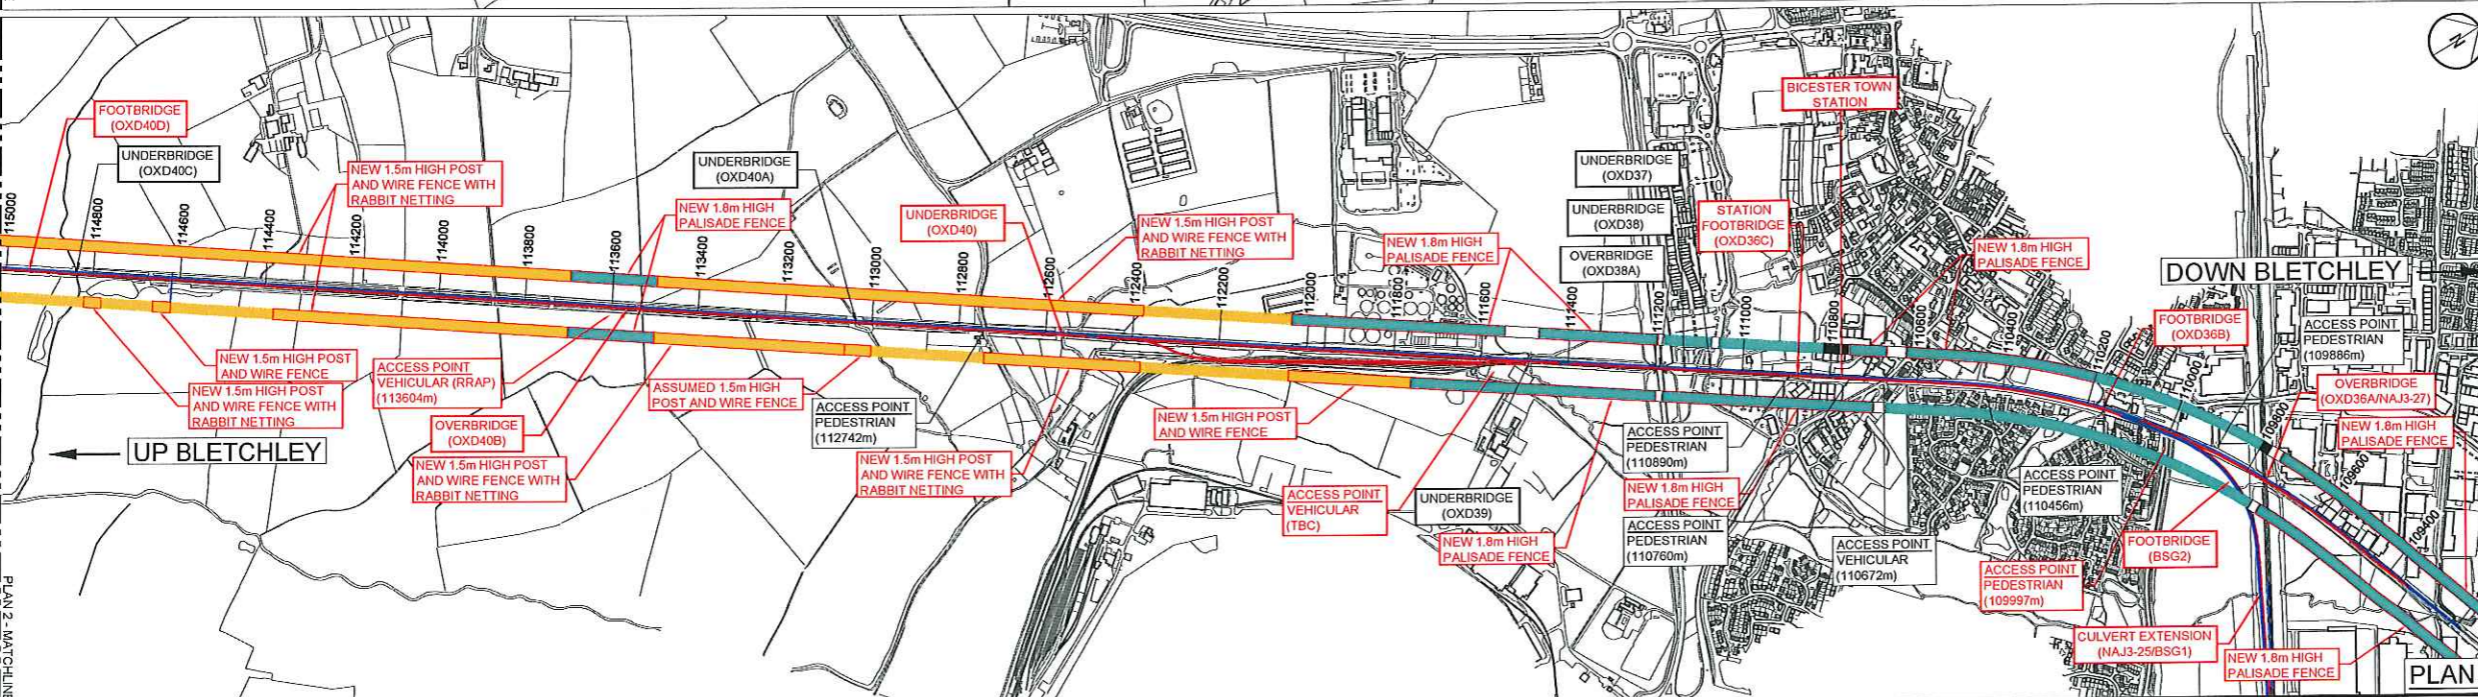 FOOTBRIDGE
(OXD40D)
UNDERBRIDGE
(OXD40C)
NEW 1.5m HIGH POST
AND WIRE FENCE WITH
RABBIT NETTING
UNDERBRIDGE
(OXD40A)
NEW 1.8m HIGH
PALISADE FENCE
UNDERBRIDGE
(OXD40)
NEW 1.5m HIGH POST
AND WIRE FENCE WITH
RABBIT NETTING
NEW 1.8m HIGH
PALISADE FENCE
UNDERBRIDGE
(OXD37)
UNDERBRIDGE
(OXD38)
OVERBRIDGE
(OXD38A)
STATION
FOOTBRIDGE
(OXD36C)
BICESTER TOWN
STATION
NEW 1.8m HIGH
PALISADE FENCE
DOWN BLETCHLEY
N
115000
114800
114600
114400
114200
114000
113800
113600
113400
113200
113000
112800
112600
112400
112200
112000
111800
111600
111400
111200
111000
110800
110600
110400
110200
110000
109800
109600
109400
NEW 1.5m HIGH POST
AND WIRE FENCE
NEW 1.5m HIGH POST
AND WIRE FENCE WITH
RABBIT NETTING
UP BLETCHLEY
ACCESS POINT
VEHICULAR (RRAP)
(113604m)
OVERBRIDGE
(OXD40B)
NEW 1.5m HIGH POST
AND WIRE FENCE WITH
RABBIT NETTING
ASSUMED 1.5m HIGH
POST AND WIRE FENCE
ACCESS POINT
PEDESTRIAN
(112742m)
NEW 1.5m HIGH POST
AND WIRE FENCE WITH
RABBIT NETTING
NEW 1.5m HIGH POST
AND WIRE FENCE
ACCESS POINT
VEHICULAR
(TBC)
UNDERBRIDGE
(OXD39)
NEW 1.8m HIGH
PALISADE FENCE
ACCESS POINT
PEDESTRIAN
(110890m)
NEW 1.8m HIGH
PALISADE FENCE
ACCESS POINT
PEDESTRIAN
(110760m)
ACCESS POINT
VEHICULAR
(110672m)
ACCESS POINT
PEDESTRIAN
(110456m)
ACCESS POINT
PEDESTRIAN
(109997m)
FOOTBRIDGE
(OXD36B)
ACCESS POINT
PEDESTRIAN
(109886m)
OVERBRIDGE
(OXD36A/NAJ3-27)
NEW 1.8m HIGH
PALISADE FENCE
FOOTBRIDGE
(BSG2)
CULVERT EXTENSION
(NAJ3-25/BSG1)
NEW 1.8m HIGH
PALISADE FENCE
PLAN
PLAN 2 - MATCHLINE